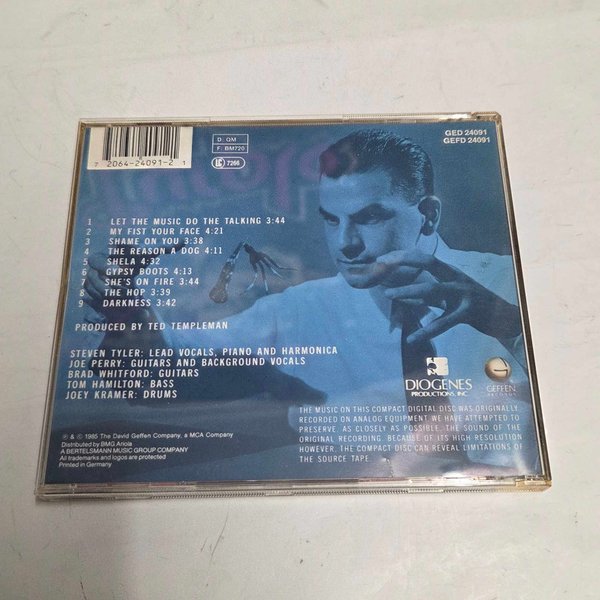 7 2064-24091-2 1
D: QM
F: BM720
LC 7266
GED 24091
GEFD 24091
1 LET THE MUSIC DO THE TALKING 3:44
2 MY FIST YOUR FACE 4:21
3 SHAME ON YOU 3:38
4 THE REASON A DOG 4:11
5 SHELA 4:32
6 GYPSY BOOTS 4:13
7 SHE'S ON FIRE 3:44
8 THE HOP 3:39
9 DARKNESS 3:42
PRODUCED BY TED TEMPLEMAN
STEVEN TYLER: LEAD VOCALS, PIANO AND HARMONICA
JOE PERRY: GUITARS AND BACKGROUND VOCALS
BRAD WHITFORD: GUITARS
TOM HAMILTON: BASS
JOEY KRAMER: DRUMS
℗ & © 1985 The David Geffen Company, a MCA Company
Distributed by BMG Ariola
A BERTELSMANN MUSIC GROUP COMPANY
All trademarks and logos are protected
Printed in Germany
DIOGENES
PRODUCTIONS, INC
GEFFEN
RECORDS
THE MUSIC ON THIS COMPACT DIGITAL DISC WAS ORIGINALLY
RECORDED ON ANALOG EQUIPMENT. WE HAVE ATTEMPTED TO
PRESERVE, AS CLOSELY AS POSSIBLE, THE SOUND OF THE
ORIGINAL RECORDING. BECAUSE OF ITS HIGH RESOLUTION
HOWEVER, THE COMPACT DISC CAN REVEAL LIMITATIONS OF
THE SOURCE TAPE.